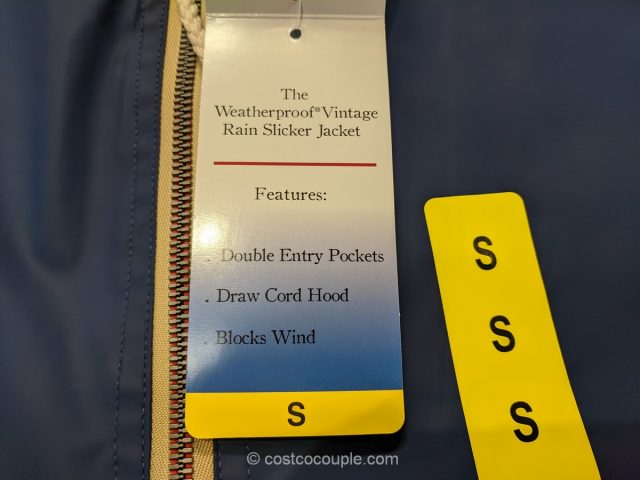 The
Weatherproof®Vintage
Rain Slicker Jacket
Features:
. Double Entry Pockets
. Draw Cord Hood
. Blocks Wind
S
S
S
S
© costcocouple.com